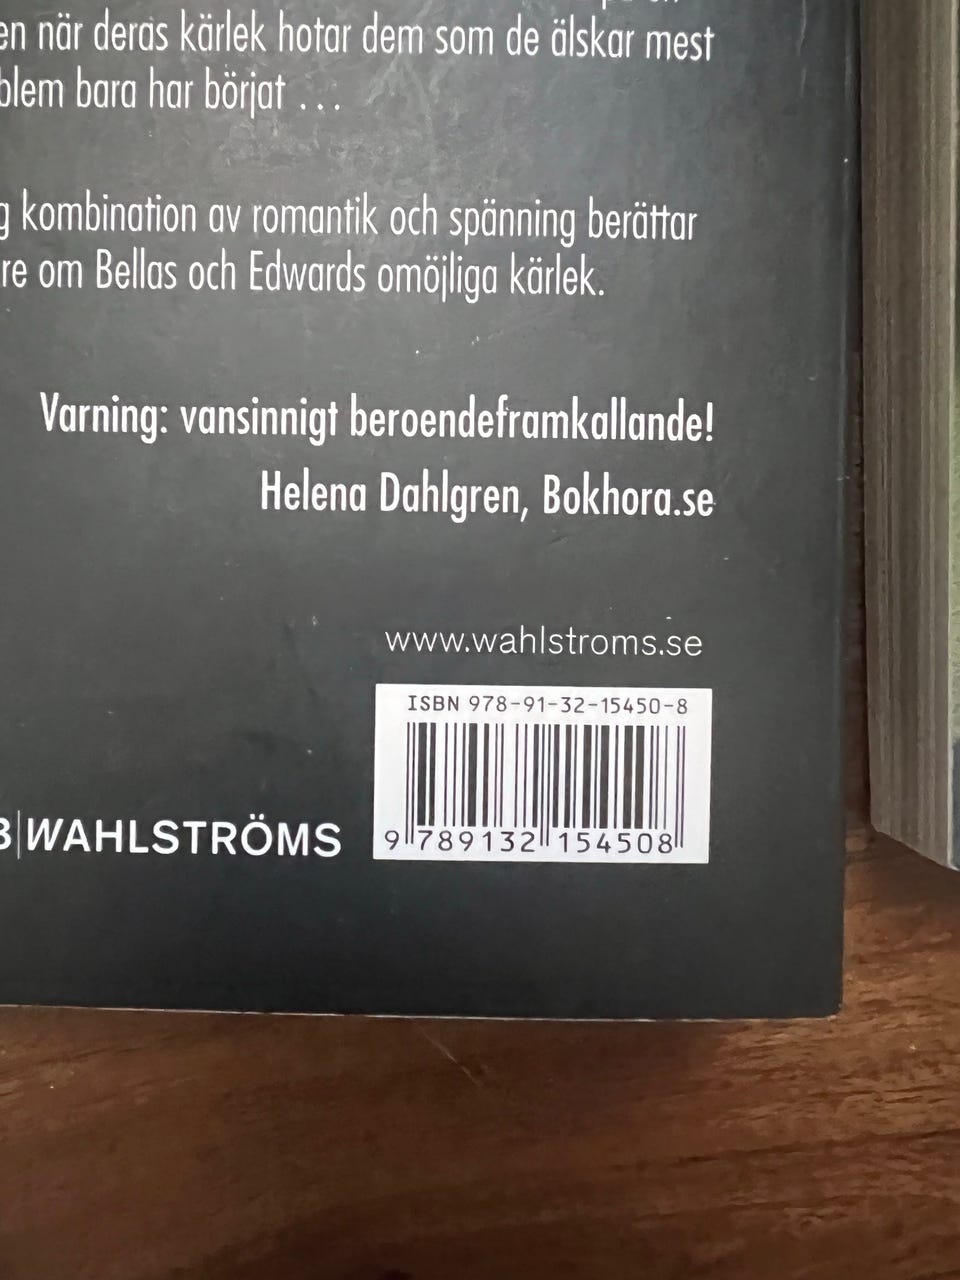 en när deras kärlek hotar dem som de älskar mest
blem bara har börjat ...
g kombination av romantik och spänning berättar
re om Bellas och Edwards omöjliga kärlek.
Varning: vansinnigt beroendeframkallande!
Helena Dahlgren, Bokhora.se
www.wahlstroms.se
ISBN 978-91-32-15450-8
9 789132 154508
B|WAHLSTRÖMS